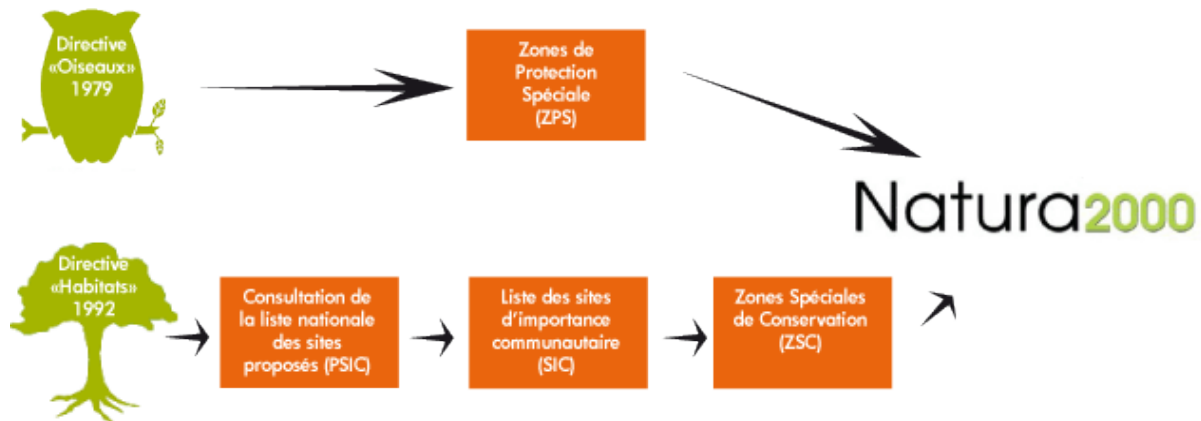 Directive
«Oiseaux»
1979
Zones de
Protection
Spéciale
(ZPS)
Natura2000
Directive
«Habitats»
1992
Consultation de
la liste nationale
des sites
proposés (PSIC)
Liste des sites
d'importance
communautaire
(SIC)
Zones Spéciales
de Conservation
(ZSC)